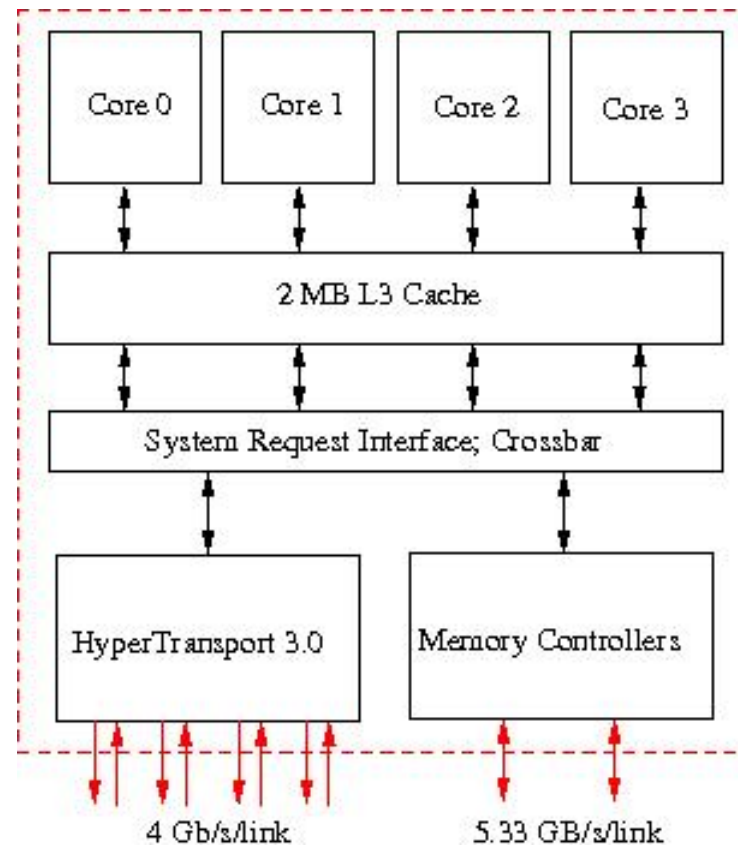 Core 0
Core 1
Core 2
Core 3
2 MB L3 Cache
System Request Interface; Crossbar
HyperTransport 3.0
Memory Controllers
4 Gb/s/link
5.33 GB/s/link